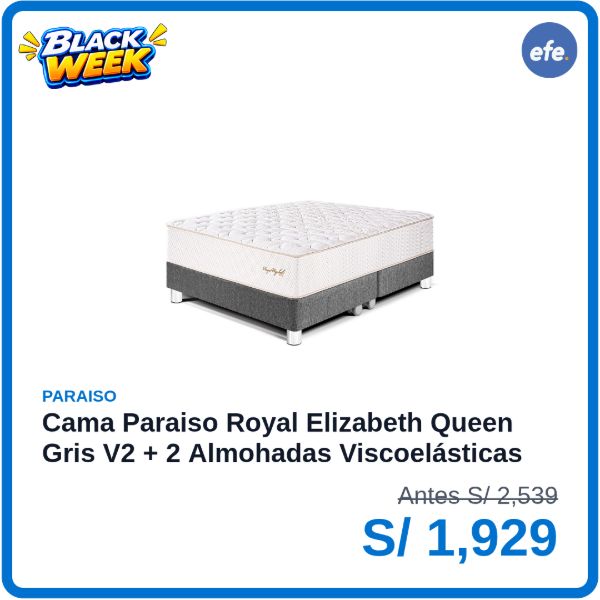 BLACK
WEEK
efe.
PARAISO
Cama Paraiso Royal Elizabeth Queen
Gris V2 + 2 Almohadas Viscoelásticas
Antes S/ 2,539
S/ 1,929